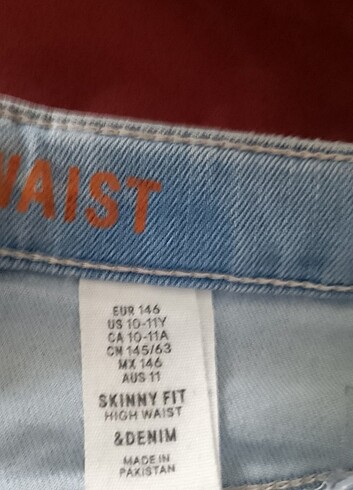 WAIST
EUR 146
US 10-11Y
CA 10-11A
CN 145/63
MX 146
AUS 11
SKINNY FIT
HIGH WAIST
&DENIM
MADE IN
PAKISTAN